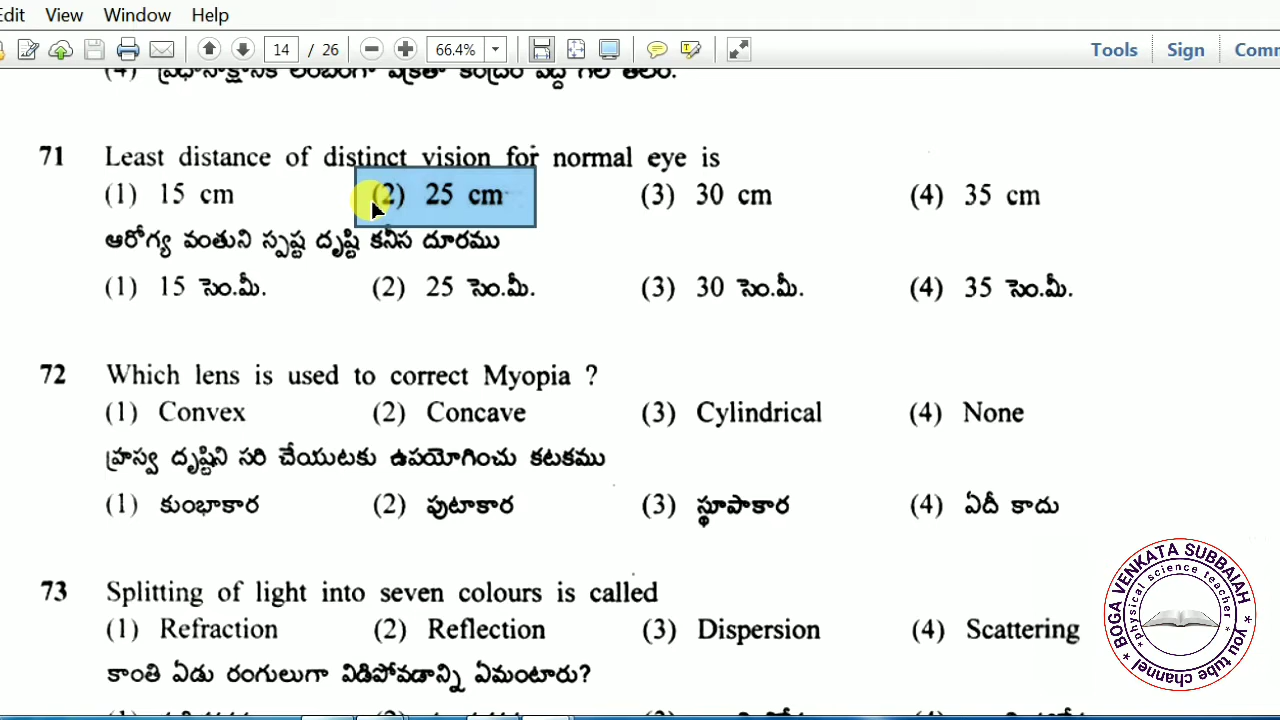 Edit View Window Help
14 / 26 66.4% Tools Sign Comm
71 Least distance of distinct vision for normal eye is
(1) 15 cm (2) 25 cm (3) 30 cm (4) 35 cm
ఆరోగ్య వంతుని స్పష్ట దృష్టి కనీస దూరము
(1) 15 సెం.మీ. (2) 25 సెం.మీ. (3) 30 సెం.మీ. (4) 35 సెం.మీ.
72 Which lens is used to correct Myopia ?
(1) Convex (2) Concave (3) Cylindrical (4) None
హ్రస్వ దృష్టిని సరి చేయుటకు ఉపయోగించు కటకము
(1) కుంభాకార (2) పుటాకార (3) స్థూపాకార (4) ఏదీ కాదు
73 Splitting of light into seven colours is called
(1) Refraction (2) Reflection (3) Dispersion (4) Scattering
కాంతి ఏడు రంగులుగా విడిపోవడాన్ని ఏమంటారు?
* BOGA VENKATA SUBBAIAH * you tube channel
*physical science teacher*